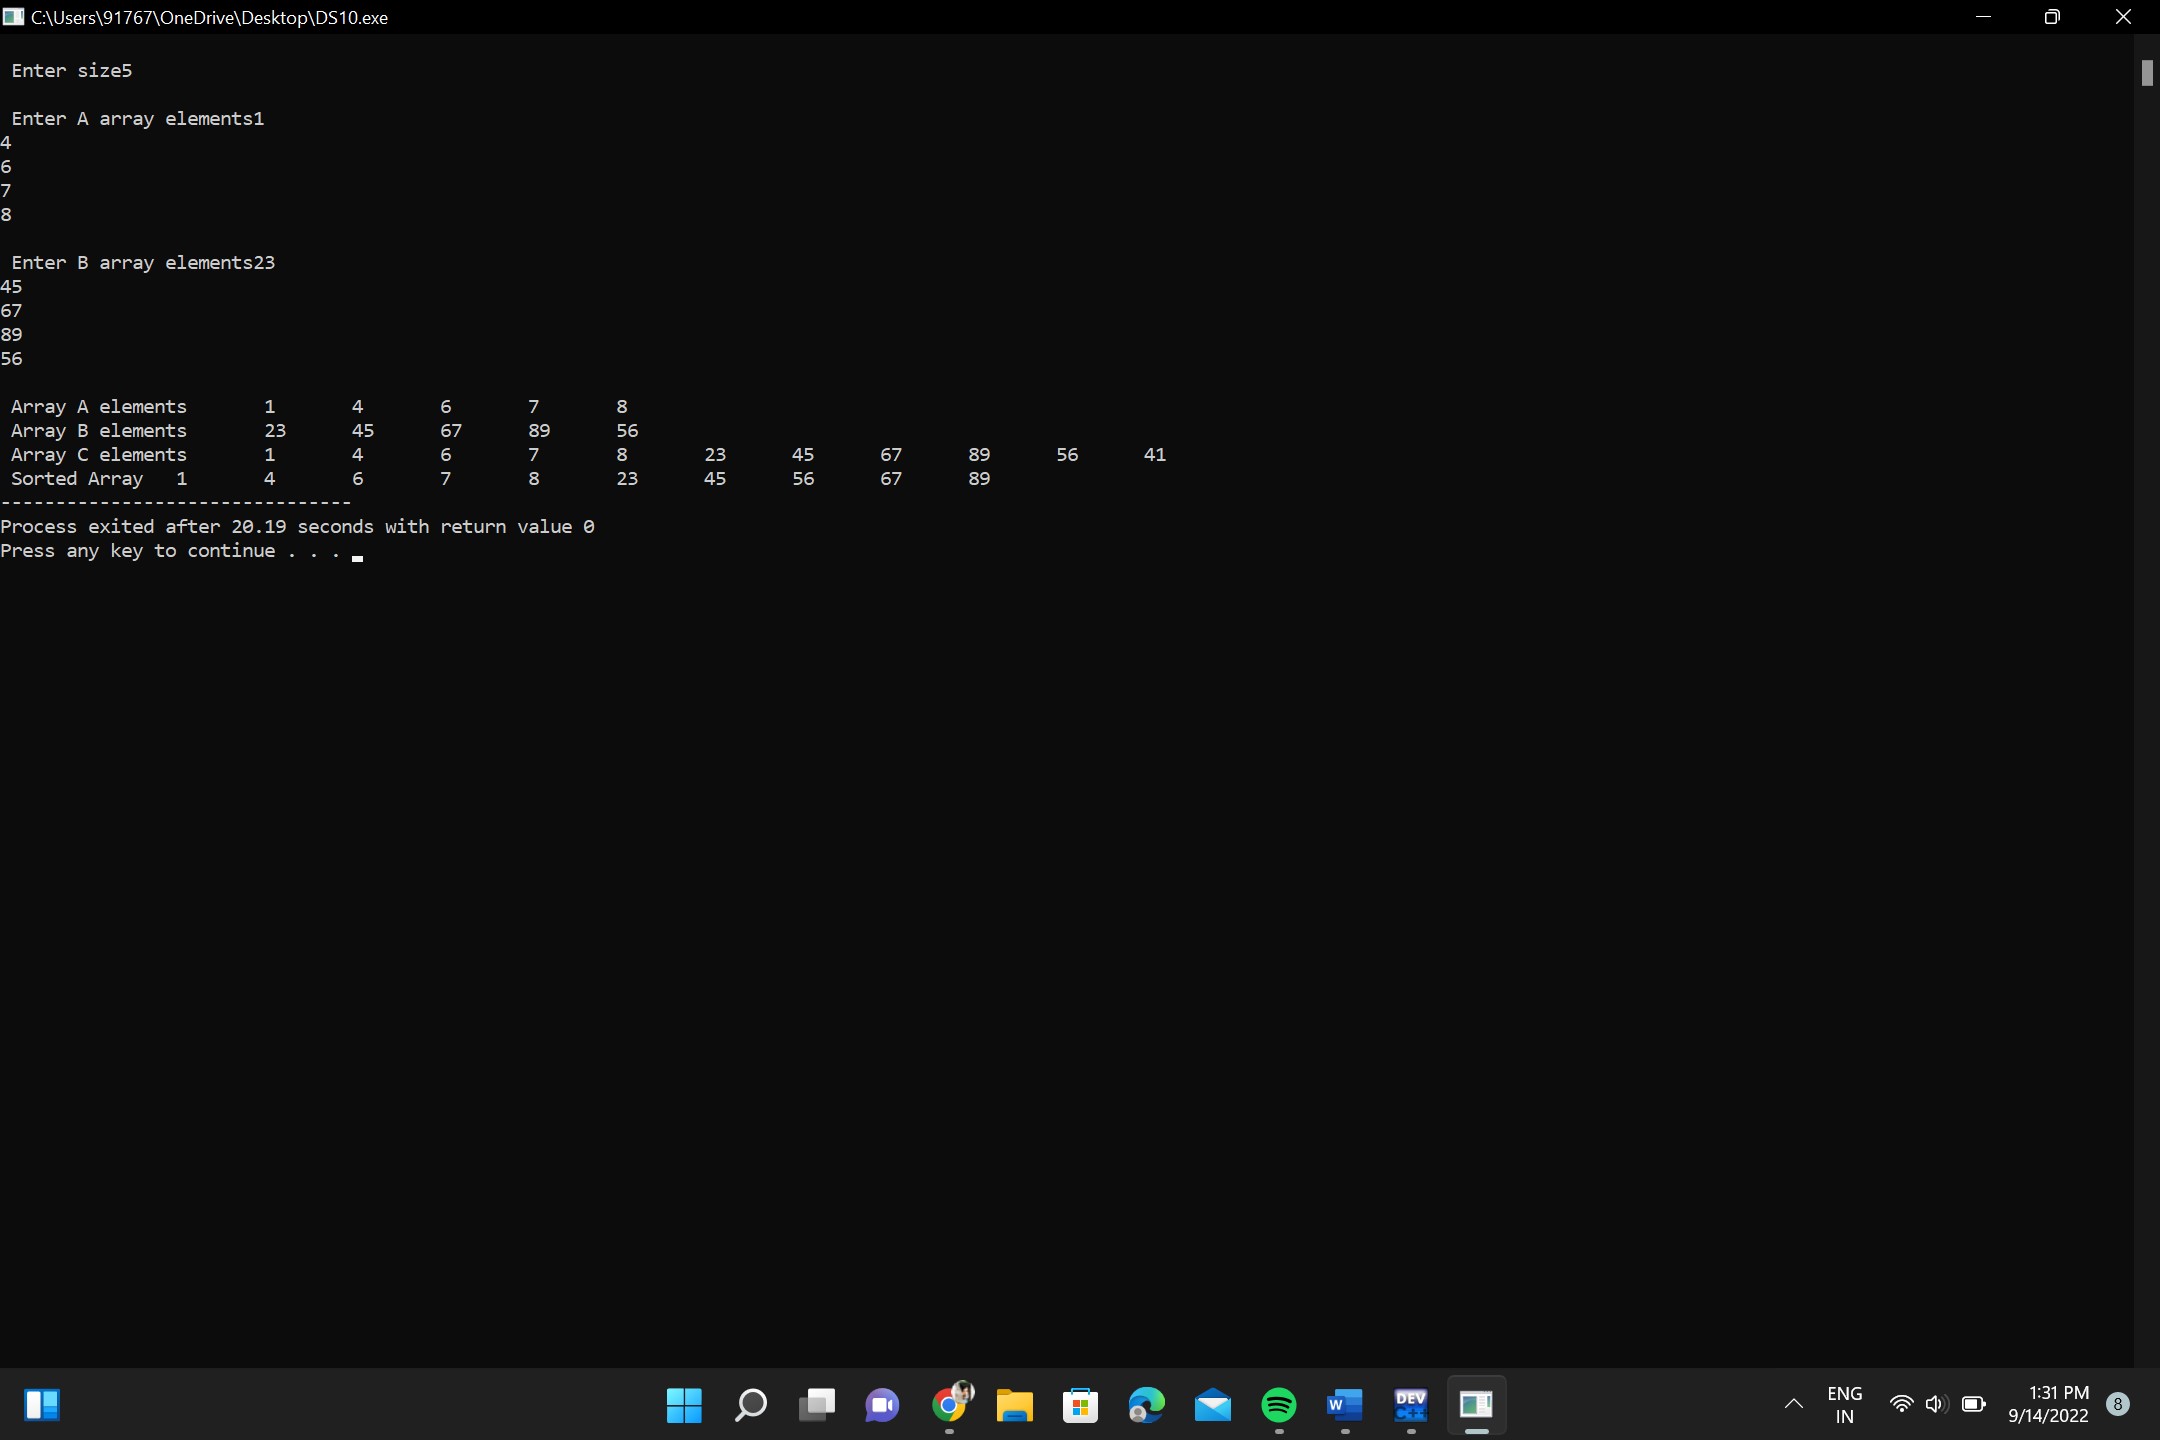 C:\Users\91767\OneDrive\Desktop\DS10.exe
Enter size5
Enter A array elements1
4
6
7
8
Enter B array elements23
45
67
89
56
Array A elements 1 4 6 7 8
Array B elements 23 45 67 89 56
Array C elements 1 4 6 7 8 23 45 67 89 56 41
Sorted Array 1 4 6 7 8 23 45 56 67 89
--------------------------------
Process exited after 20.19 seconds with return value 0
Press any key to continue . . .
W
DEV
C++
ENG
IN
1:31 PM
9/14/2022
8